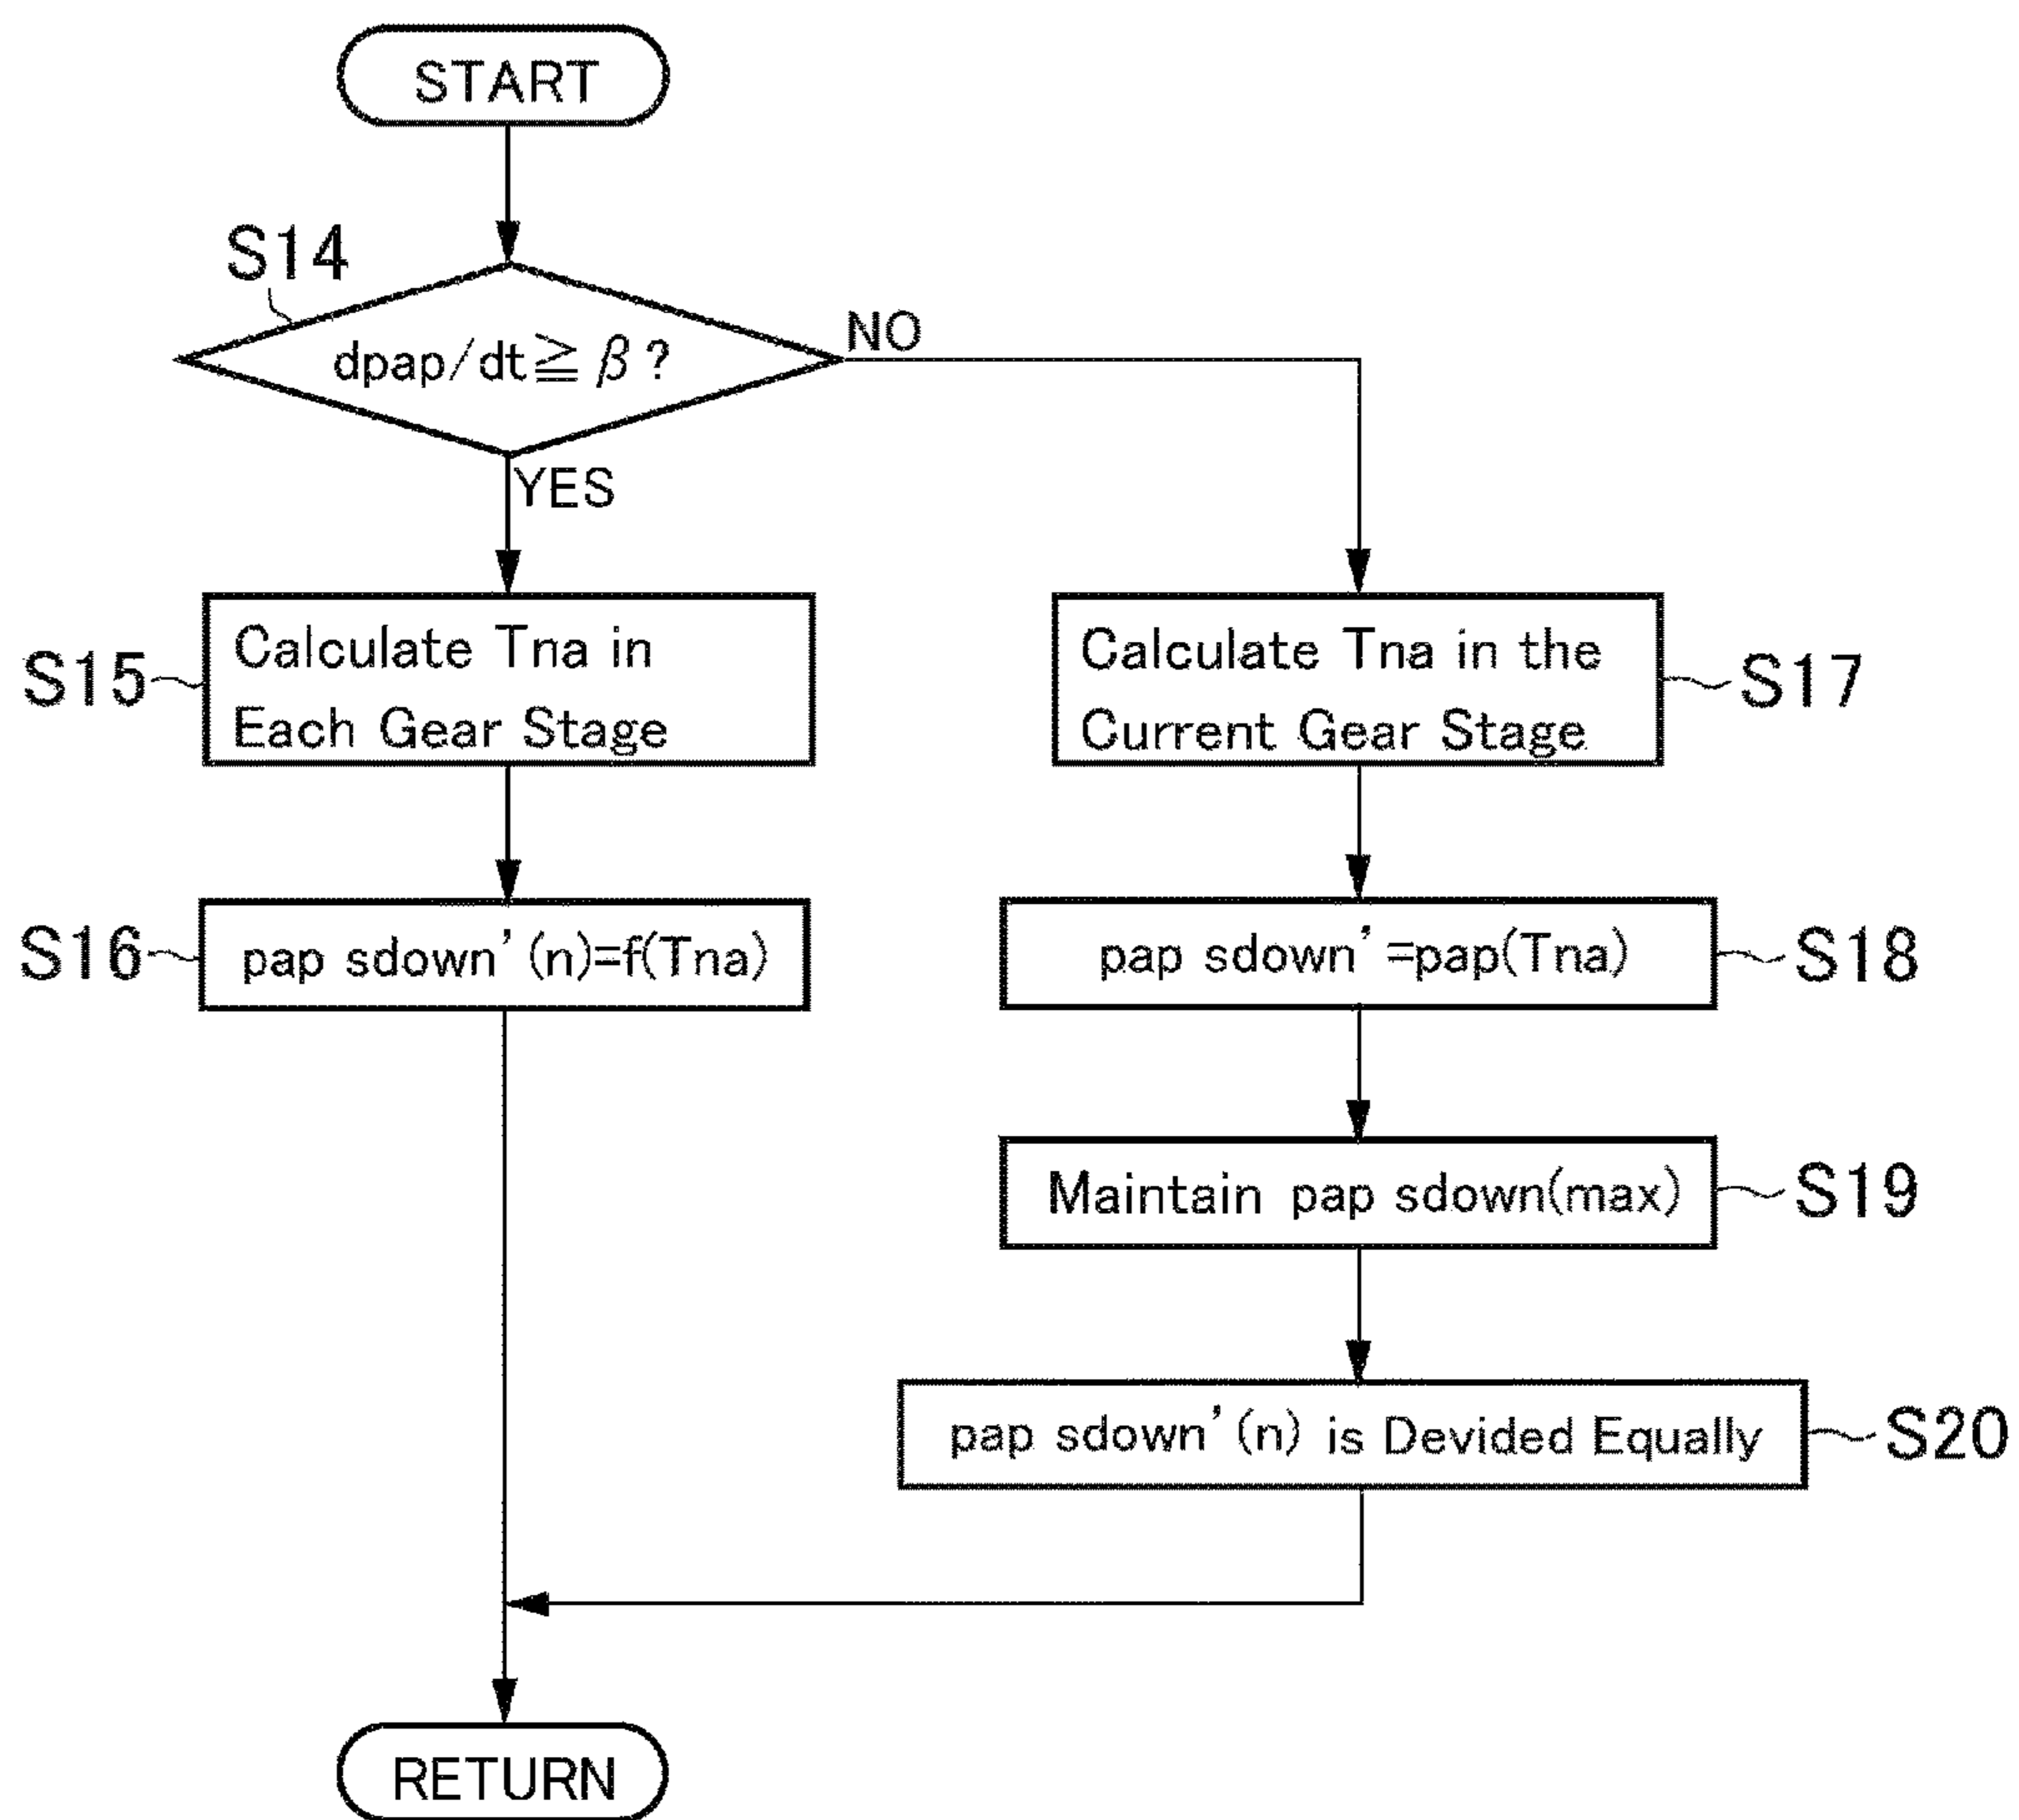 START
S14
dpap/dt≧β?
NO
YES
S15
Calculate Tna in
Each Gear Stage
Calculate Tna in the
Current Gear Stage
S17
S16
pap sdown'(n)=f(Tna)
pap sdown'=pap(Tna)
S18
Maintain pap sdown(max)
S19
pap sdown'(n) is Devided Equally
S20
RETURN